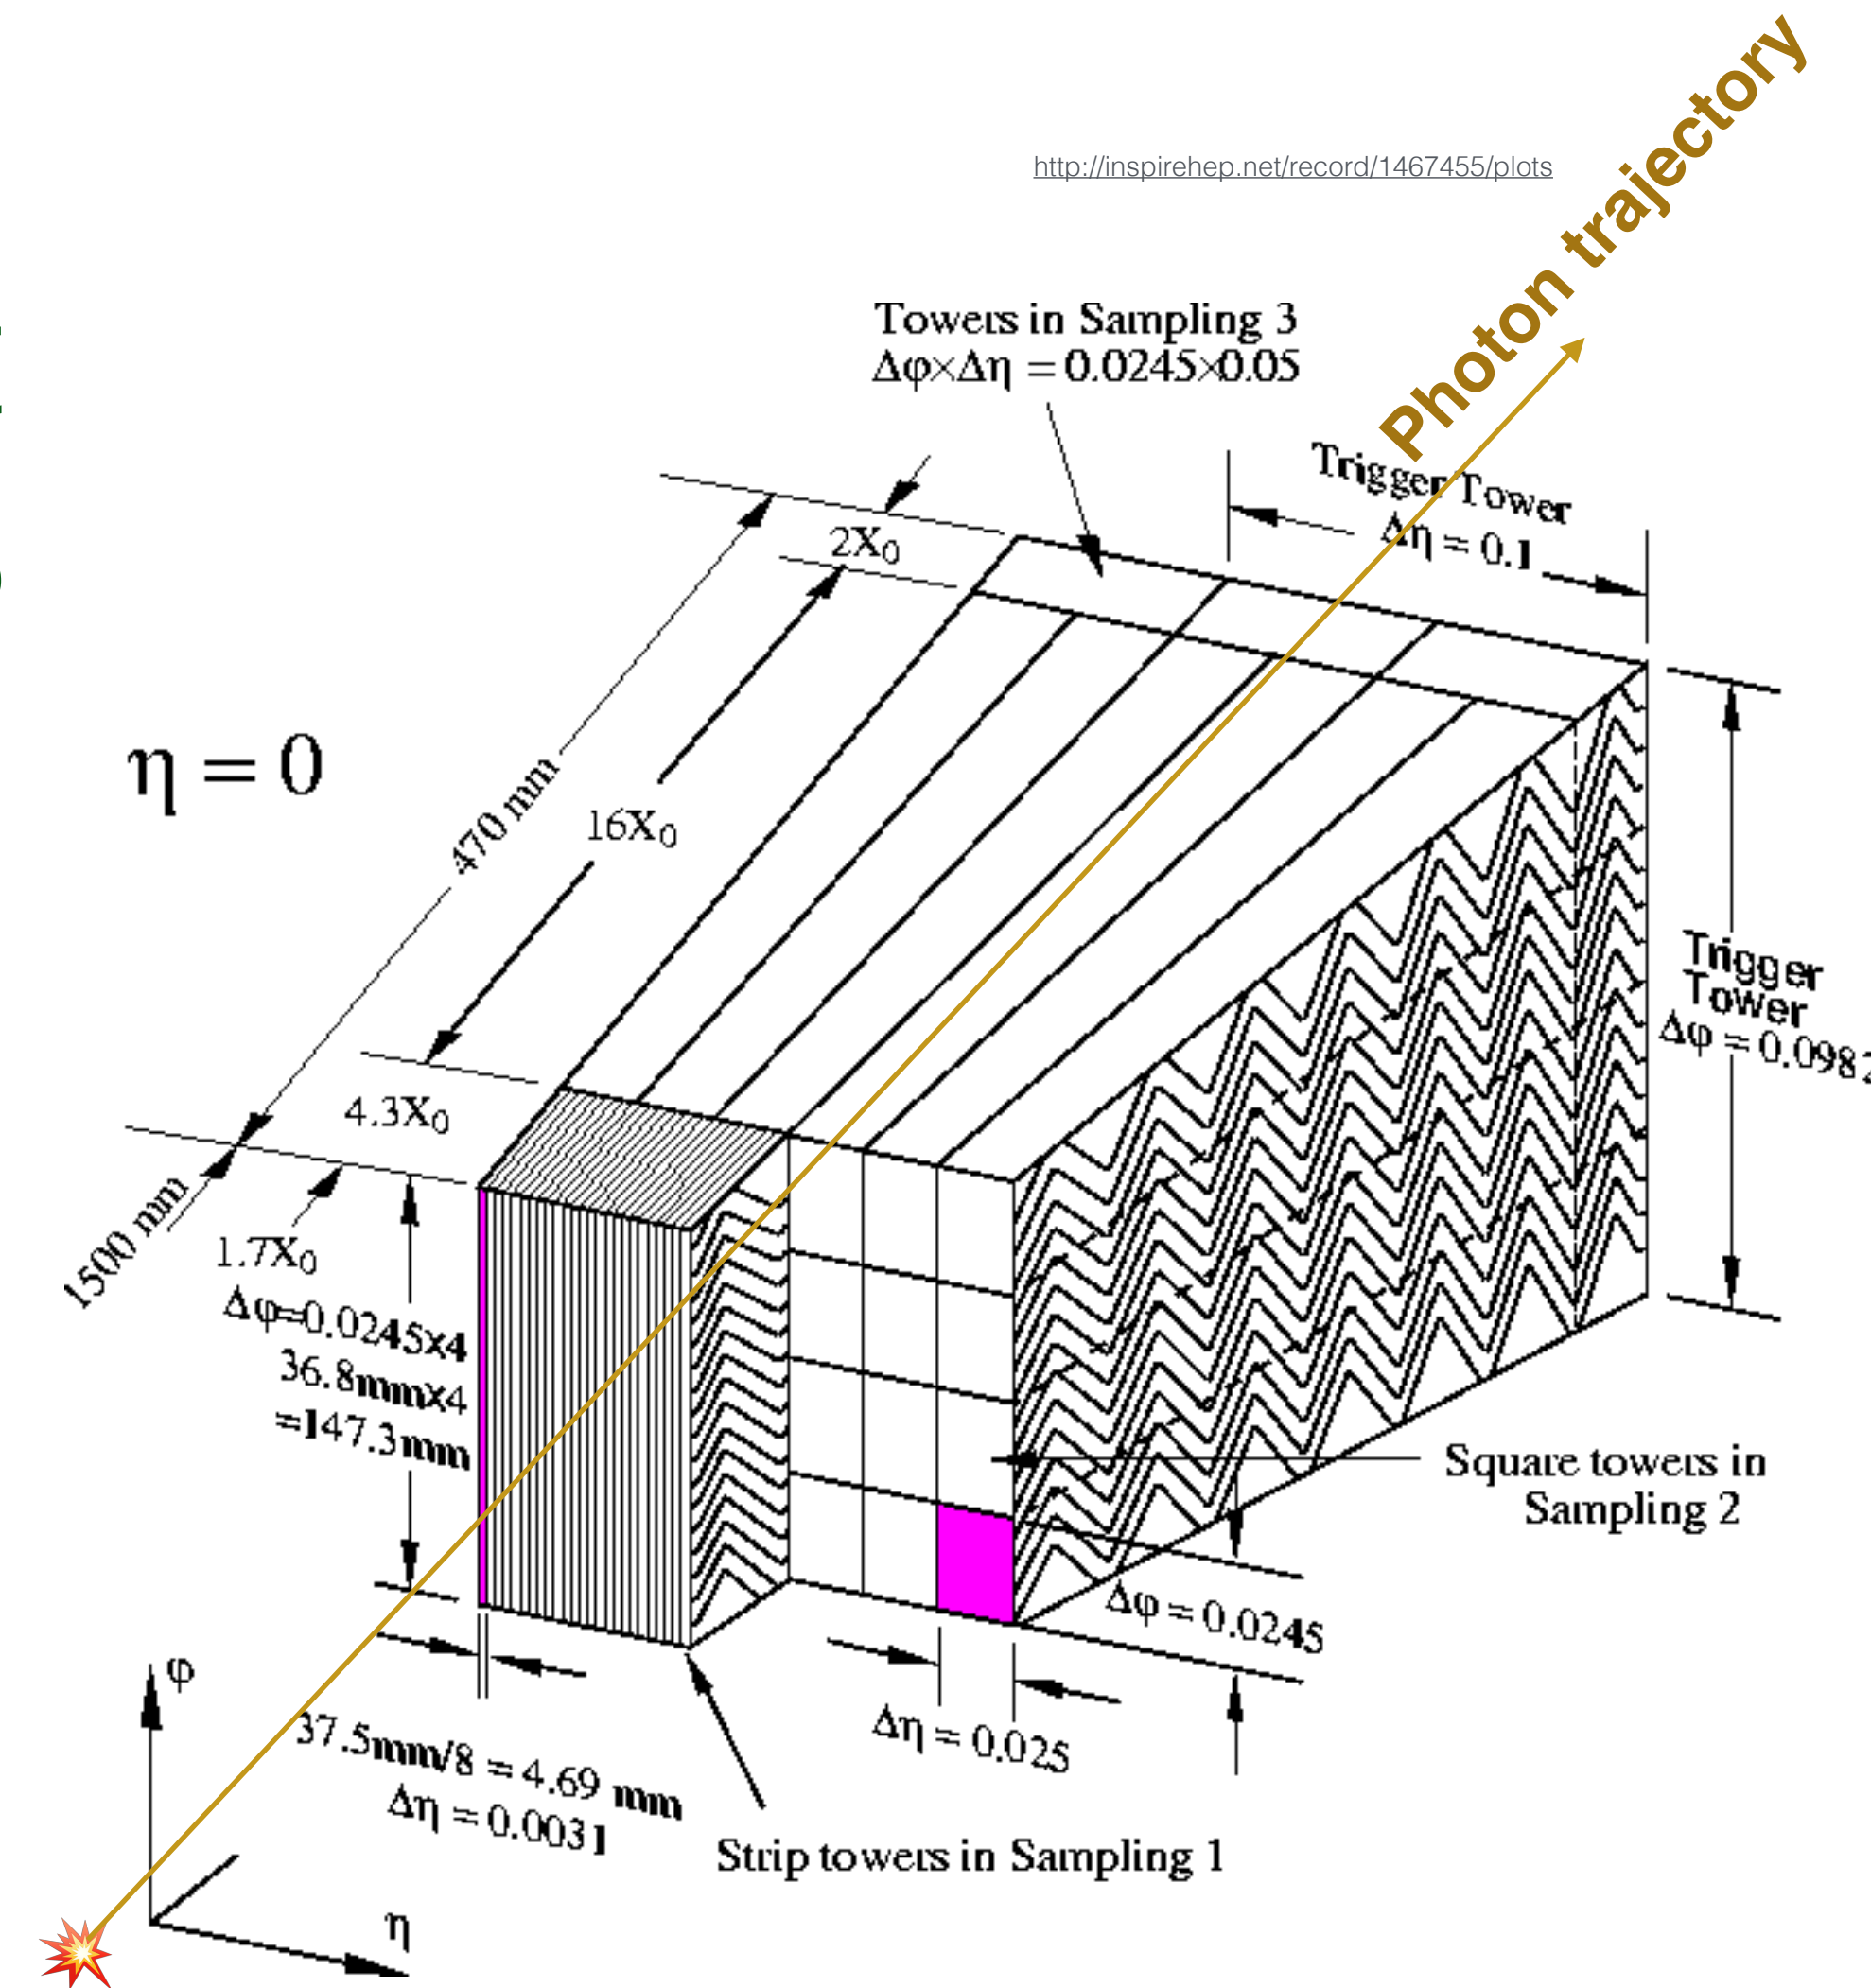 Photon trajectory
http://inspirehep.net/record/1467455/plots
Towers in Sampling 3
Δφ×Δη = 0.0245×0.05
Trigger Tower
Δη = 0.1
2X0
η = 0
470 mm
16X0
Trigger
Tower
Δφ = 0.0982
4.3X0
1500 mm
1.7X0
Δφ=0.0245x4
36.8mmx4
=147.3mm
Square towers in
Sampling 2
Δφ = 0.0245
Δη = 0.025
φ
37.5mm/8 = 4.69 mm
Δη = 0.0031
Strip towers in Sampling 1
η